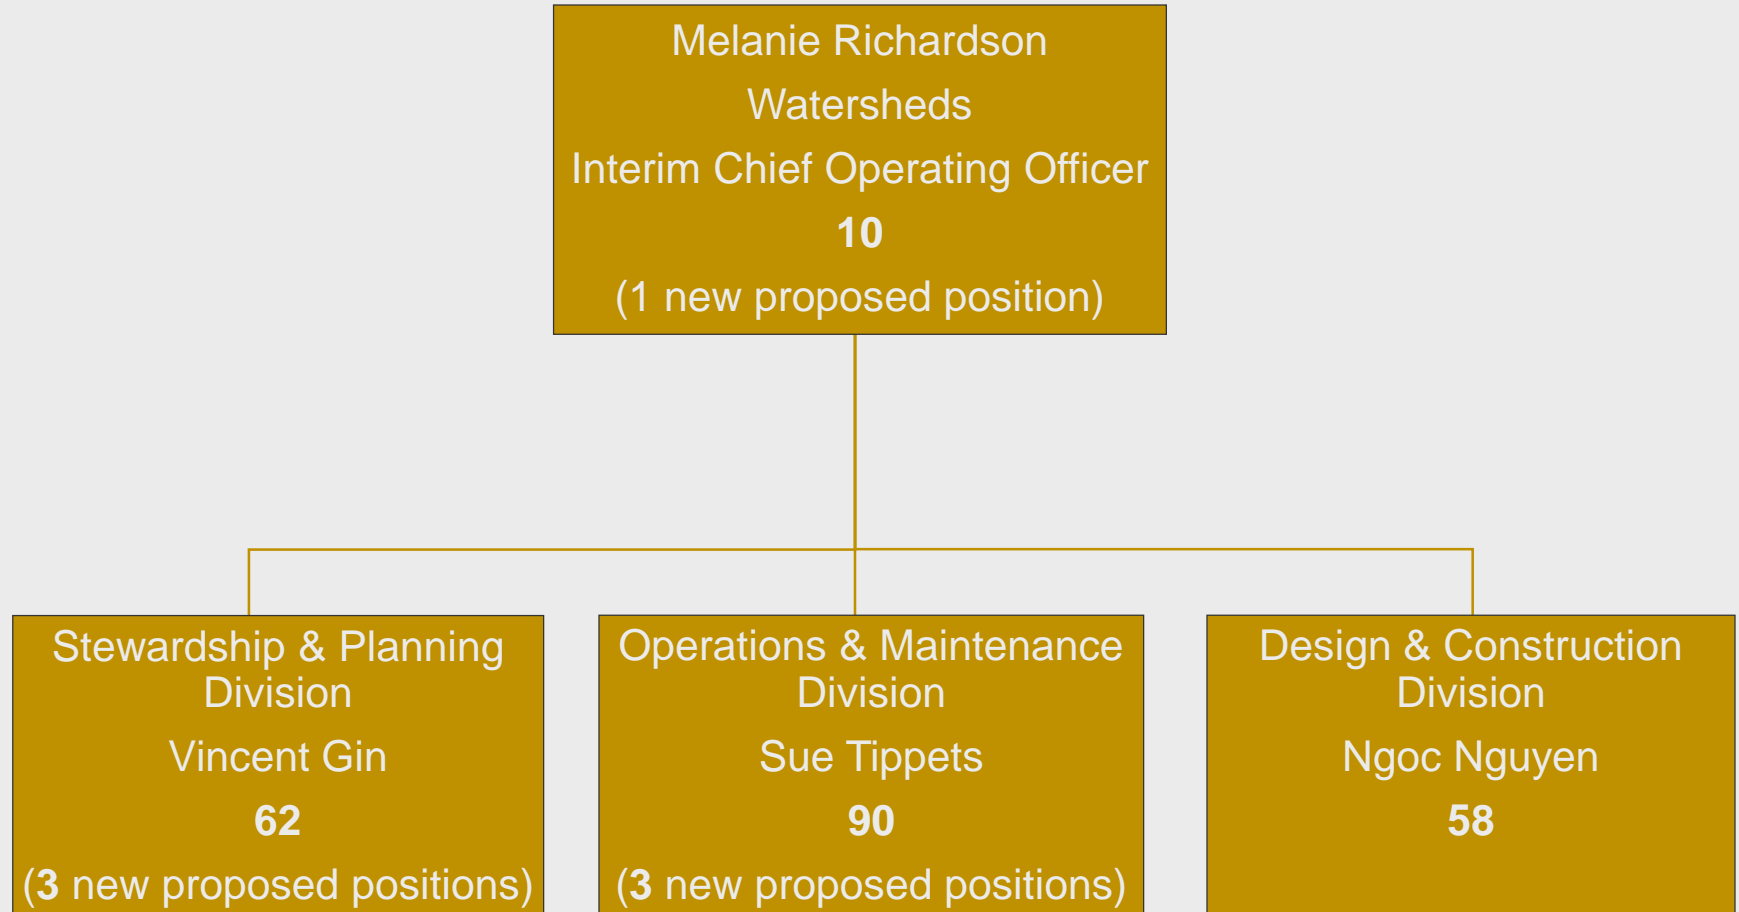 Melanie Richardson
Watersheds
Interim Chief Operating Officer
10
(1 new proposed position)
Stewardship & Planning
Division
Vincent Gin
62
(3 new proposed positions)
Operations & Maintenance
Division
Sue Tippets
90
(3 new proposed positions)
Design & Construction
Division
Ngoc Nguyen
58